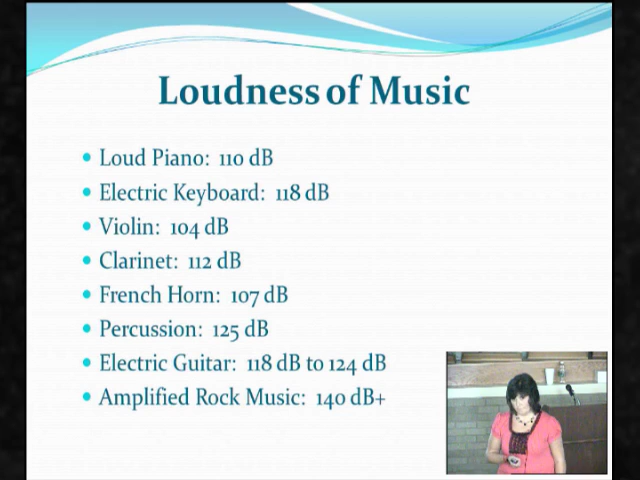 Loudness of Music
• Loud Piano: 110 dB
• Electric Keyboard: 118 dB
• Violin: 104 dB
• Clarinet: 112 dB
• French Horn: 107 dB
• Percussion: 125 dB
• Electric Guitar: 118 dB to 124 dB
• Amplified Rock Music: 140 dB+